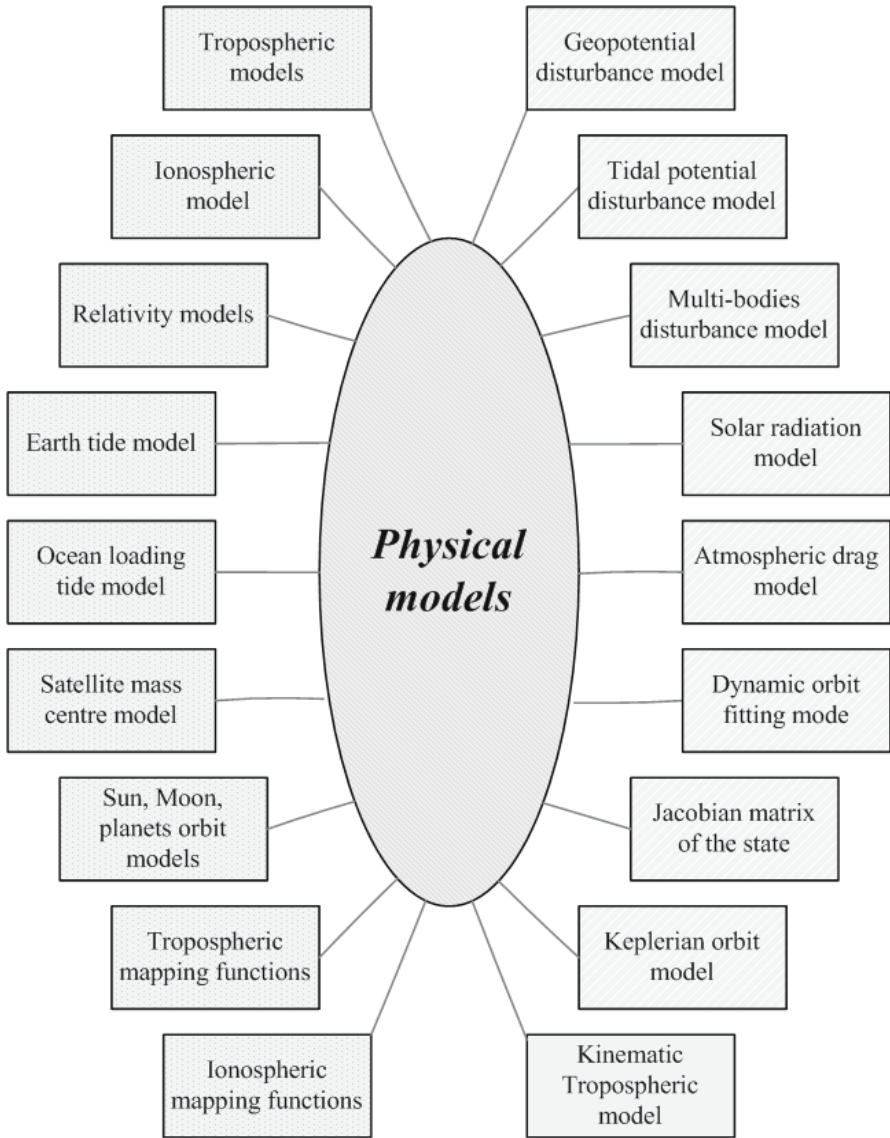 Tropospheric
models
Geopotential
disturbance model
Ionospheric
model
Tidal potential
disturbance model
Relativity models
Multi-bodies
disturbance model
Earth tide model
Solar radiation
model
Physical
models
Ocean loading
tide model
Atmospheric drag
model
Satellite mass
centre model
Dynamic orbit
fitting mode
Sun, Moon,
planets orbit
models
Jacobian matrix
of the state
Tropospheric
mapping functions
Keplerian orbit
model
Ionospheric
mapping functions
Kinematic
Tropospheric
model